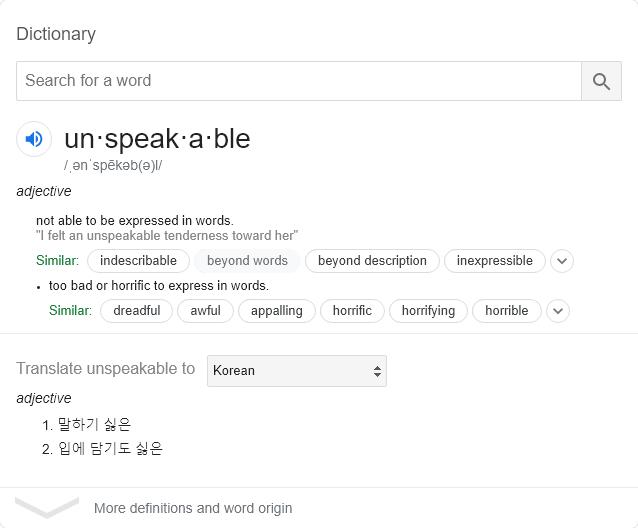 Dictionary
Search for a word
un·speak·a·ble
/ˌənˈspēkəb(ə)l/
adjective
not able to be expressed in words.
"I felt an unspeakable tenderness toward her"
Similar: indescribable beyond words beyond description inexpressible
• too bad or horrific to express in words.
Similar: dreadful awful appalling horrific horrifying horrible
Translate unspeakable to Korean
adjective
1. 말하기 싫은
2. 입에 담기도 싫은
More definitions and word origin